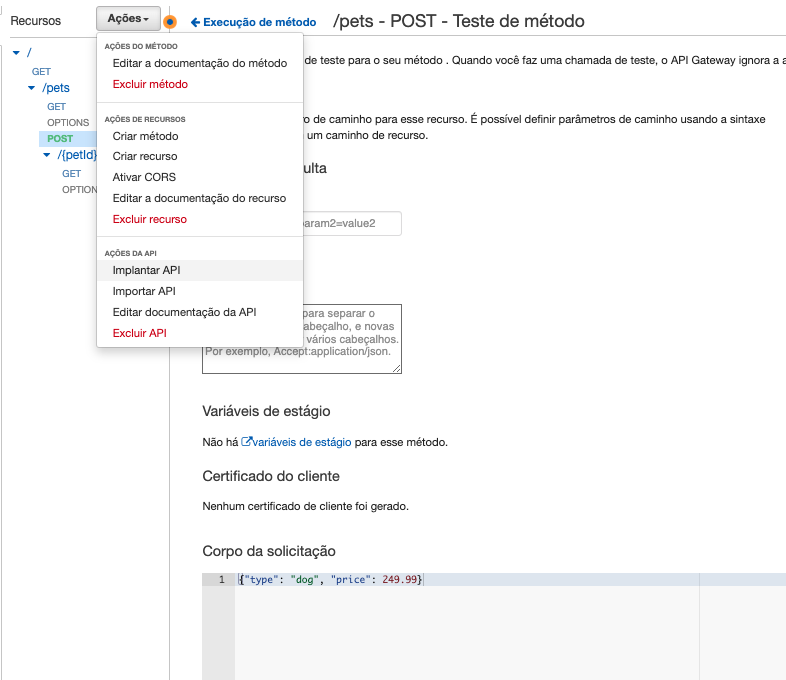 Recursos
Ações
Execução de método
/pets - POST - Teste de método
/
GET
/pets
GET
OPTIONS
POST
/{petId}
GET
OPTION
AÇÕES DO MÉTODO
Editar a documentação do método
Excluir método
AÇÕES DE RECURSOS
Criar método
Criar recurso
Ativar CORS
Editar a documentação do recurso
Excluir recurso
AÇÕES DA API
Implantar API
Importar API
Editar documentação da API
Excluir API
de teste para o seu método . Quando você faz uma chamada de teste, o API Gateway ignora a a
o de caminho para esse recurso. É possível definir parâmetros de caminho usando a sintaxe
um caminho de recurso.
ulta
param2=value2
para separar o
abeçalho, e novas
vários cabeçalhos.
Por exemplo, Accept:application/json.
Variáveis de estágio
Não há variáveis de estágio para esse método.
Certificado do cliente
Nenhum certificado de cliente foi gerado.
Corpo da solicitação
1 {"type": "dog", "price": 249.99}